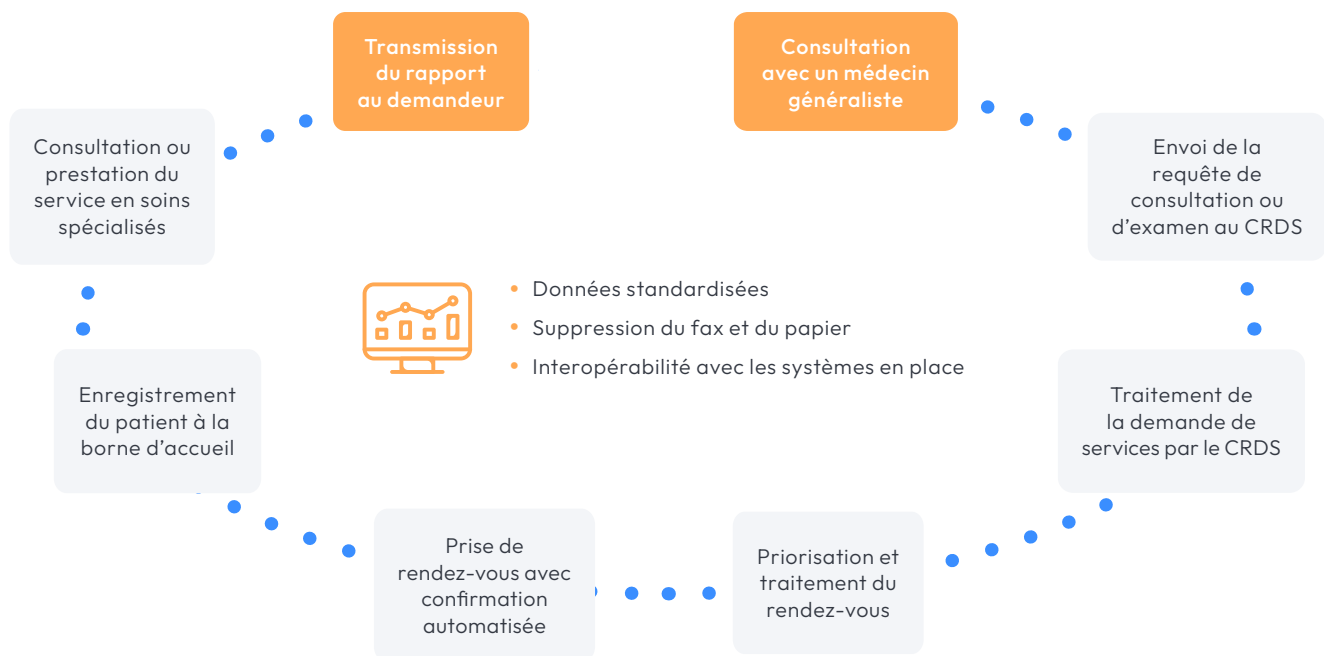 Transmission
du rapport
au demandeur
Consultation
avec un médecin
généraliste
Consultation ou
prestation du
service en soins
spécialisés
Envoi de la
requête de
consultation ou
d’examen au CRDS
• Données standardisées
• Suppression du fax et du papier
• Interopérabilité avec les systèmes en place
Enregistrement
du patient à la
borne d’accueil
Traitement de
la demande de
services par le CRDS
Prise de
rendez-vous avec
confirmation
automatisée
Priorisation et
traitement du
rendez-vous